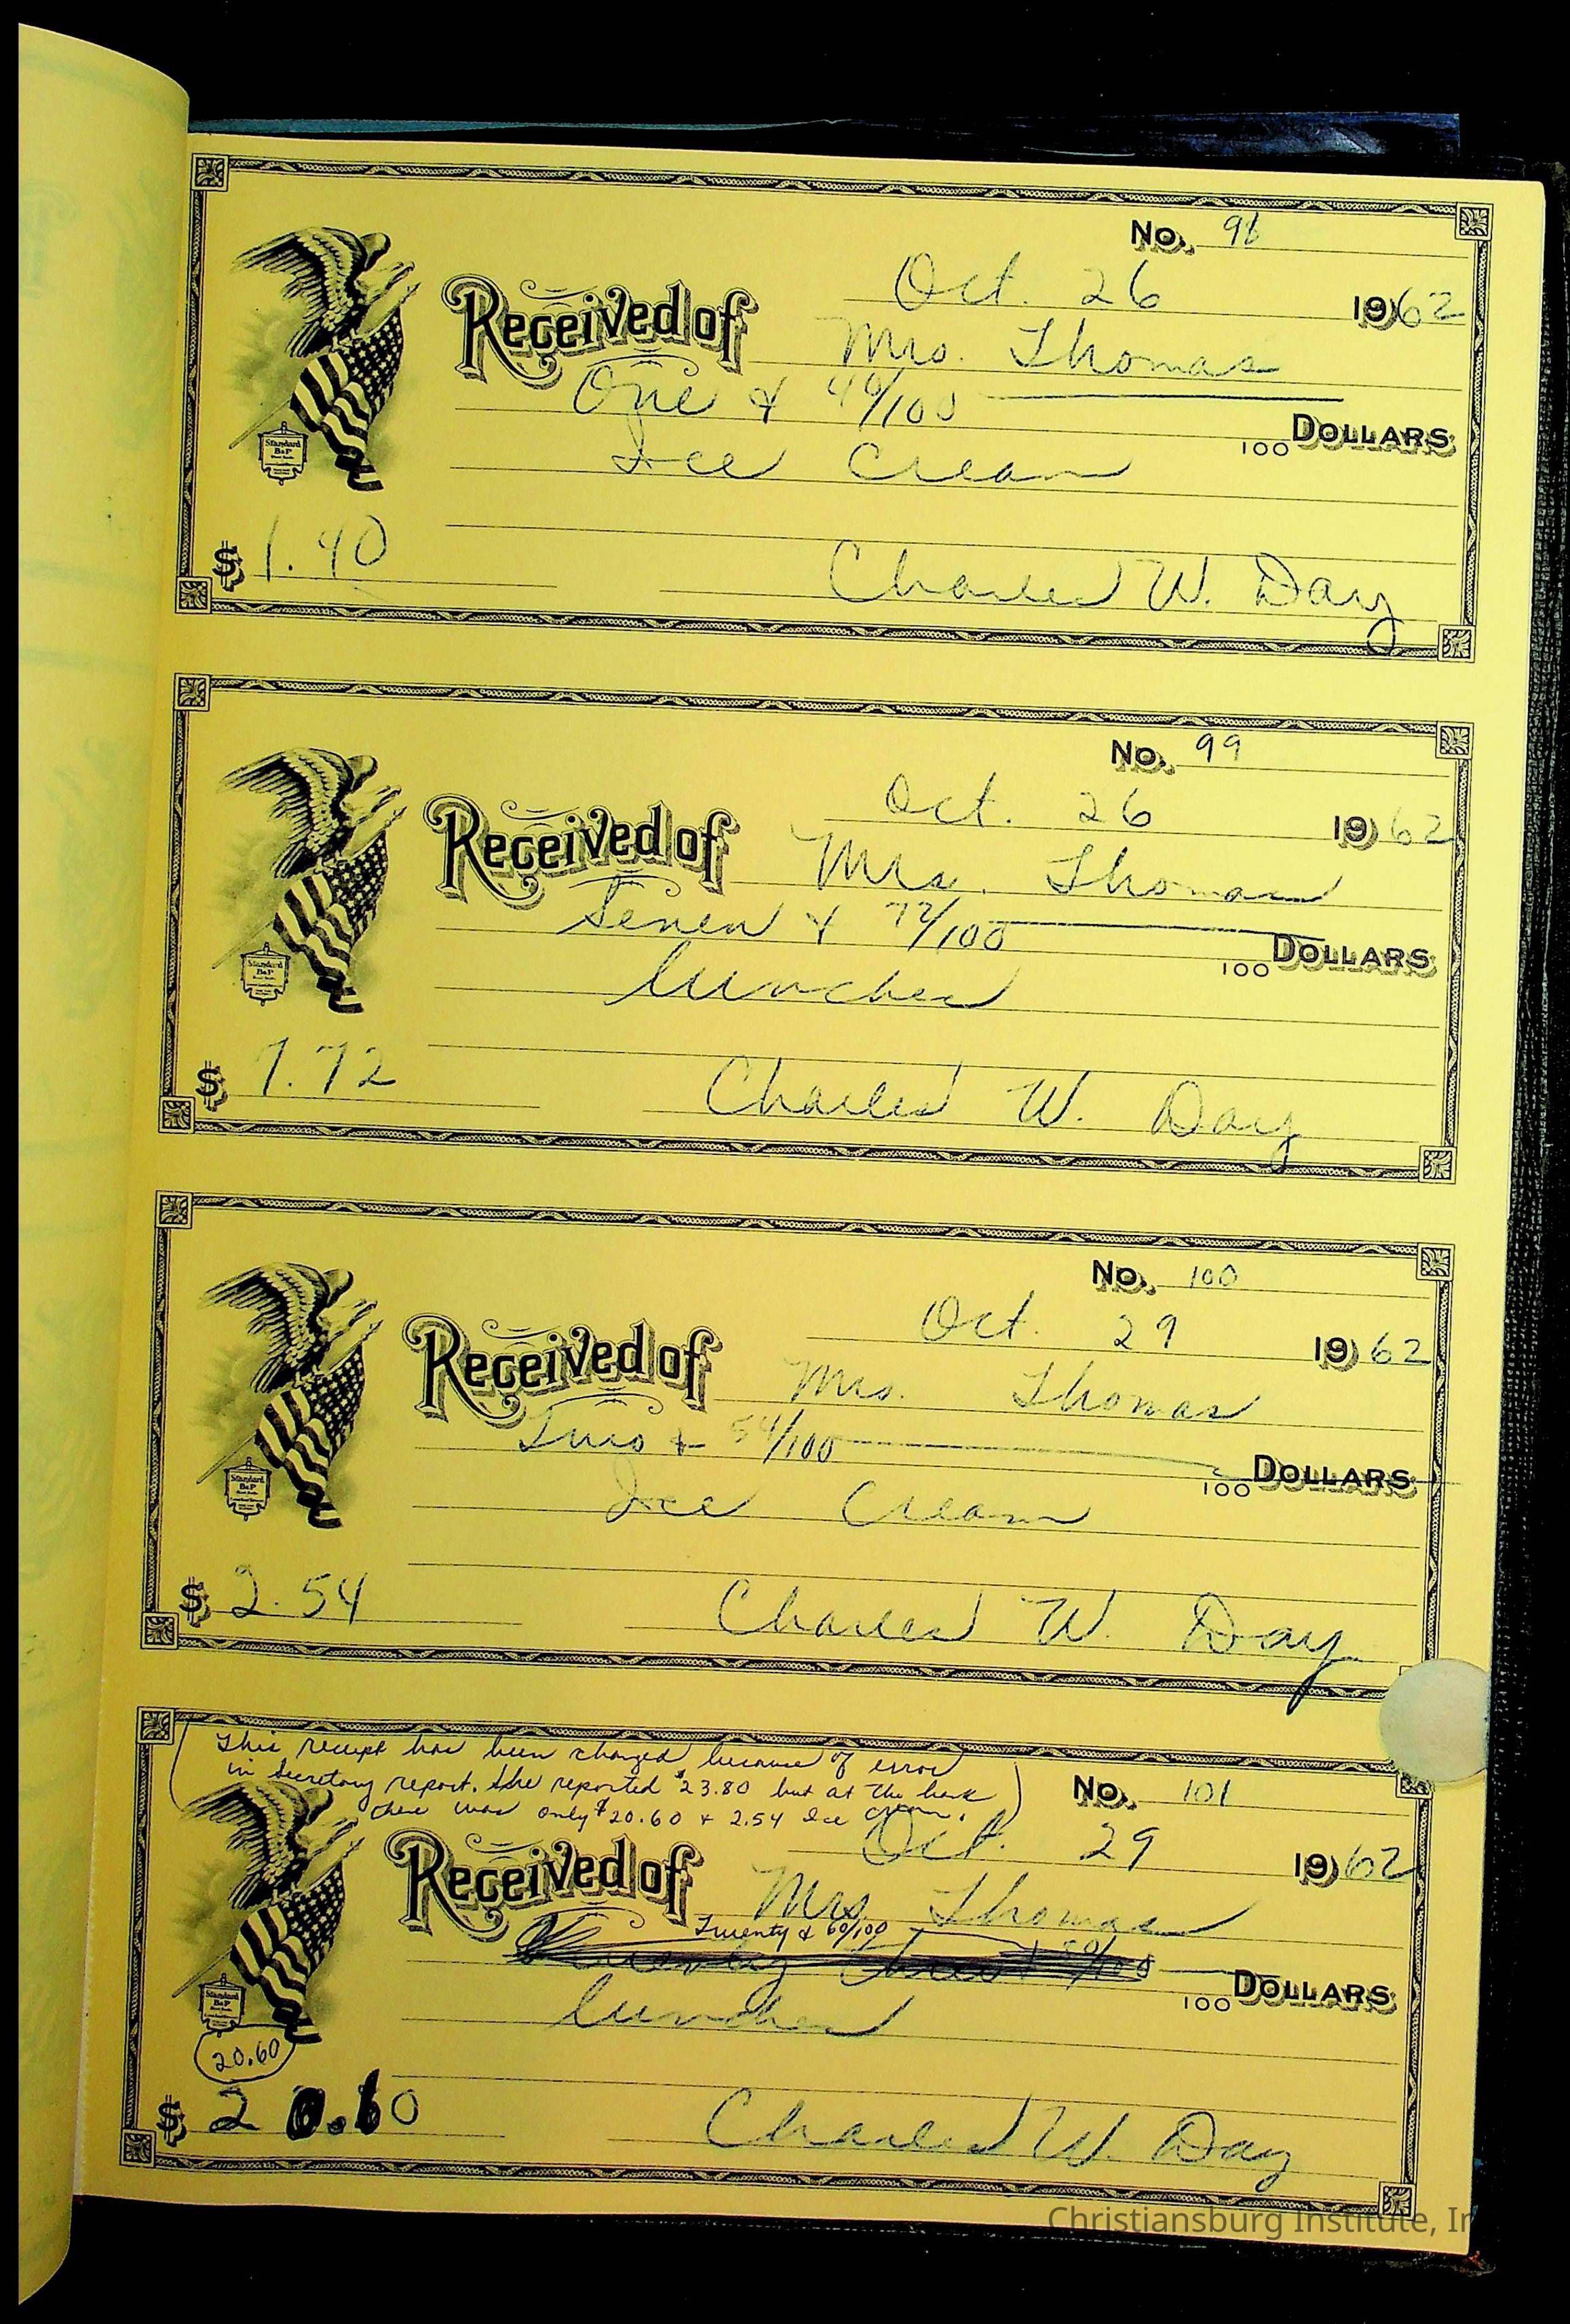 No. 98
Oct. 26 1962
Received of Mrs. Thomas
One & 40/100
100 DOLLARS
Ice Cream
$ 1.40
Charles W. Day
Standard
B&P
No. 99
Oct. 26 1962
Received of Mrs. Thomas
Seven & 72/100
100 DOLLARS
lunches
$ 7.72
Charles W. Day
Standard
B&P
No. 100
Oct. 29 1962
Received of Mrs. Thomas
Two & 54/100
100 DOLLARS
Ice Cream
$ 2.54
Charles W. Day
Standard
B&P
This receipt has been changed because of error
in Secretary report. She reported $23.80 but at the bank
there was only $20.60 & 2.54 Ice Cream.
No. 101
Oct. 29 1962
Received of Mrs. Thomas
Twenty & 60/100
100 DOLLARS
lunches
Standard
B&P
20.60
$ 20.60
Charles W. Day
Christiansburg Institute, In